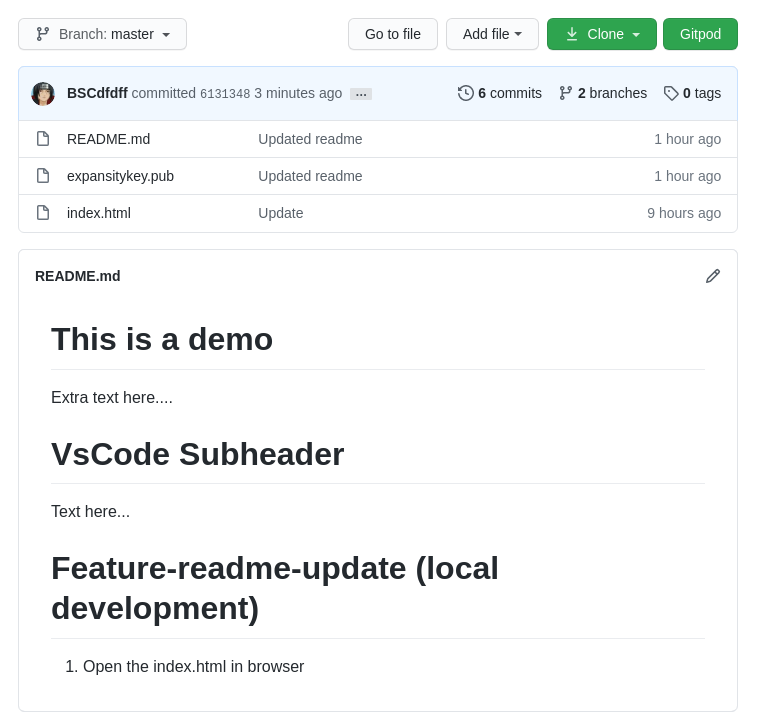 Branch: master
Go to file
Add file
Clone
Gitpod
BSCdfdff committed 6131348 3 minutes ago ...
6 commits
2 branches
0 tags
README.md Updated readme 1 hour ago
expansitykey.pub Updated readme 1 hour ago
index.html Update 9 hours ago
README.md
This is a demo
Extra text here....
VsCode Subheader
Text here...
Feature-readme-update (local
development)
1. Open the index.html in browser